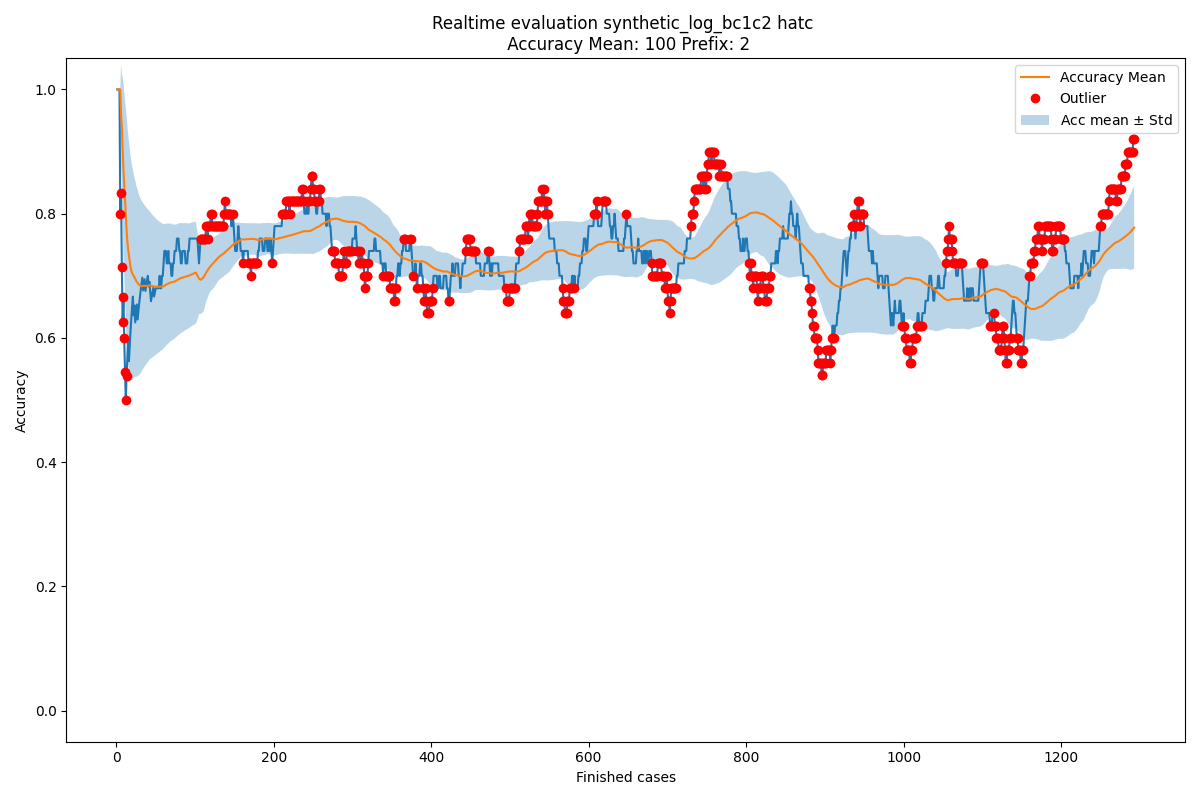 Realtime evaluation synthetic_log_bc1c2 hatc
Accuracy Mean: 100 Prefix: 2
Accuracy Mean
Outlier
Acc mean ± Std
1.0
0.8
0.6
0.4
0.2
0.0
Accuracy
0 200 400 600 800 1000 1200
Finished cases